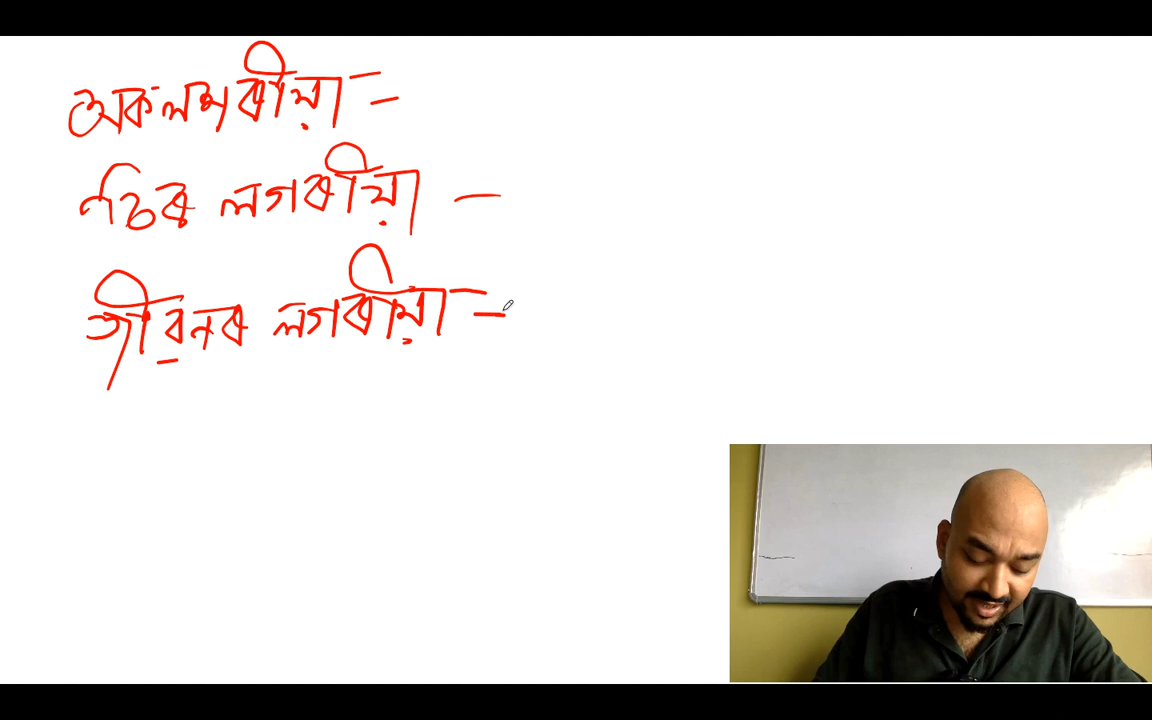 অকলশৰীয়া =
চিৰ লগৰীয়া -
জীৱনৰ লগৰীয়া =